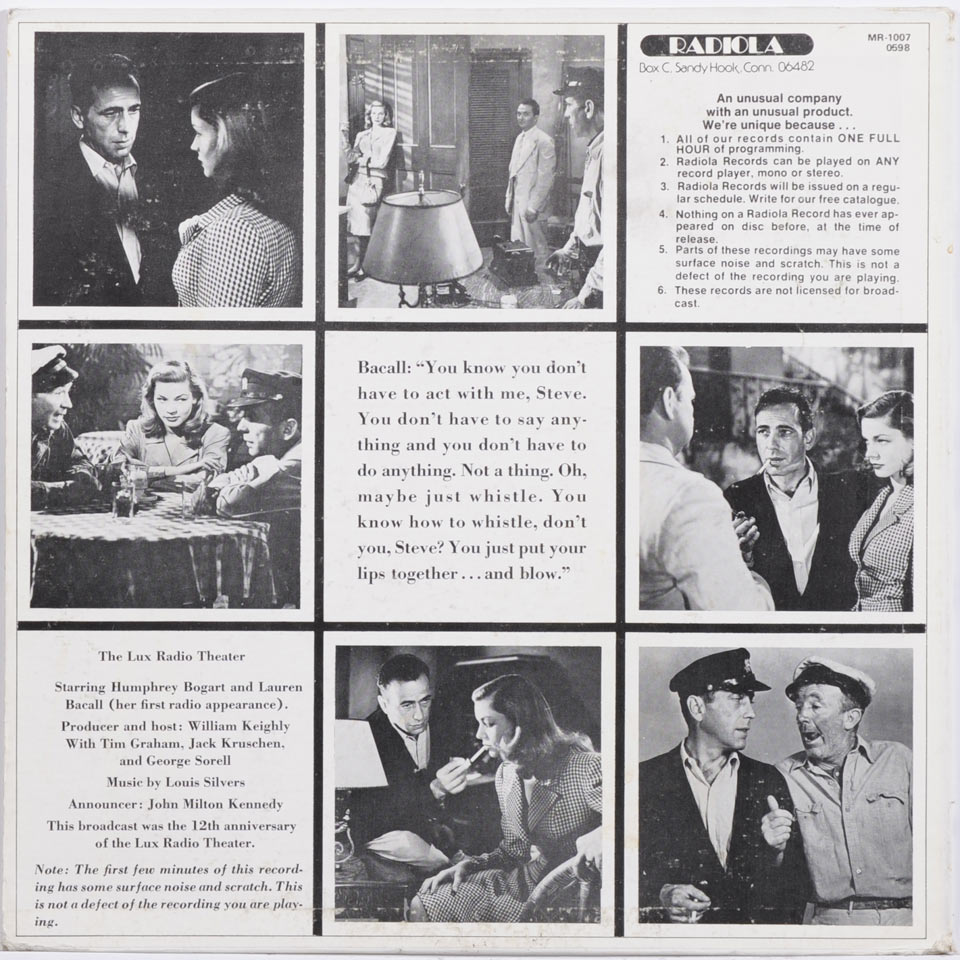 RADIOLA
MR-1007
0598
Box C, Sandy Hook, Conn. 06482
An unusual company
with an unusual product.
We're unique because . . .
1. All of our records contain ONE FULL
HOUR of programming.
2. Radiola Records can be played on ANY
record player, mono or stereo.
3. Radiola Records will be issued on a regu-
lar schedule. Write for our free catalogue.
4. Nothing on a Radiola Record has ever ap-
peared on disc before, at the time of
release.
5. Parts of these recordings may have some
surface noise and scratch. This is not a
defect of the recording you are playing.
6. These records are not licensed for broad-
cast.
Bacall: “You know you don’t
have to act with me, Steve.
You don’t have to say any-
thing and you don’t have to
do anything. Not a thing. Oh,
maybe just whistle. You
know how to whistle, don’t
you, Steve? You just put your
lips together . . . and blow.”
The Lux Radio Theater
Starring Humphrey Bogart and Lauren
Bacall (her first radio appearance).
Producer and host: William Keighly
With Tim Graham, Jack Kruschen,
and George Sorell
Music by Louis Silvers
Announcer: John Milton Kennedy
This broadcast was the 12th anniversary
of the Lux Radio Theater.
Note: The first few minutes of this record-
ing has some surface noise and scratch. This
is not a defect of the recording you are play-
ing.